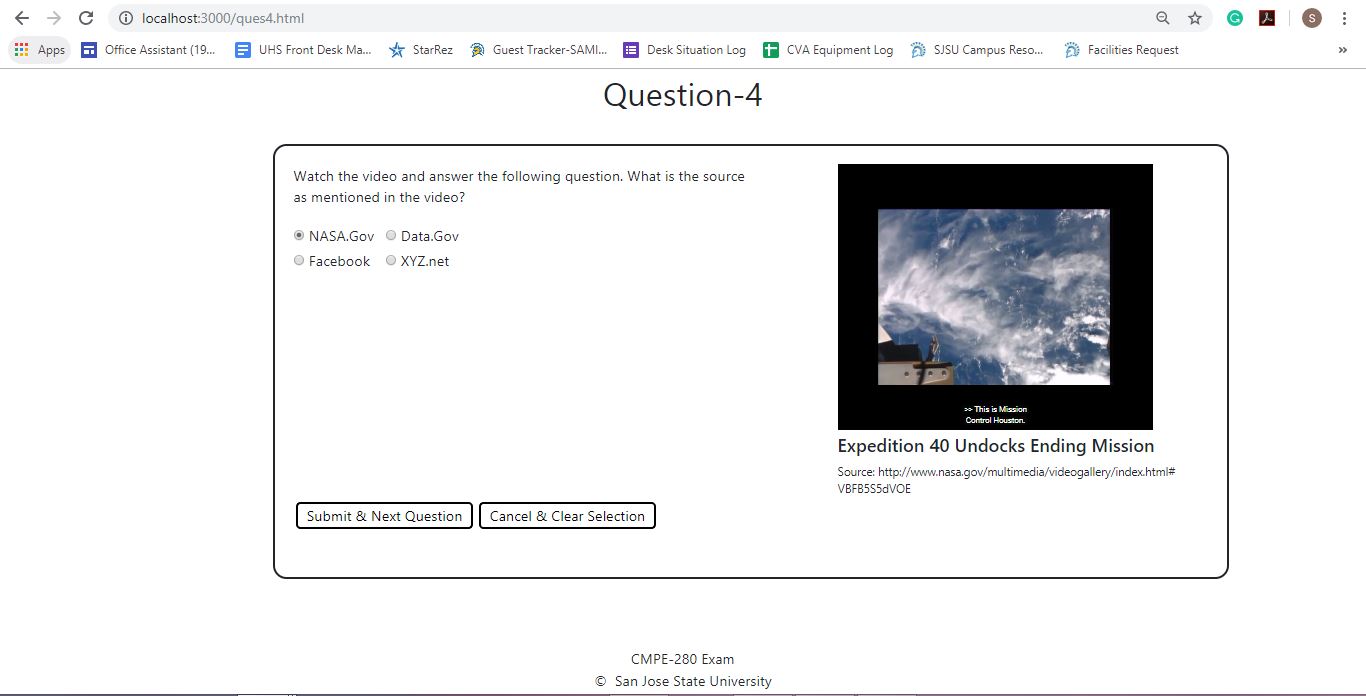 localhost:3000/ques4.html
S
Apps Office Assistant (19... UHS Front Desk Ma... StarRez Guest Tracker-SAMI... Desk Situation Log CVA Equipment Log SJSU Campus Reso... Facilities Request »
Question-4
Watch the video and answer the following question. What is the source
as mentioned in the video?
NASA.Gov Data.Gov
Facebook XYZ.net
>> This is Mission
Control Houston.
Expedition 40 Undocks Ending Mission
Source: http://www.nasa.gov/multimedia/videogallery/index.html#
VBFB5S5dVOE
Submit & Next Question Cancel & Clear Selection
CMPE-280 Exam
© San Jose State University